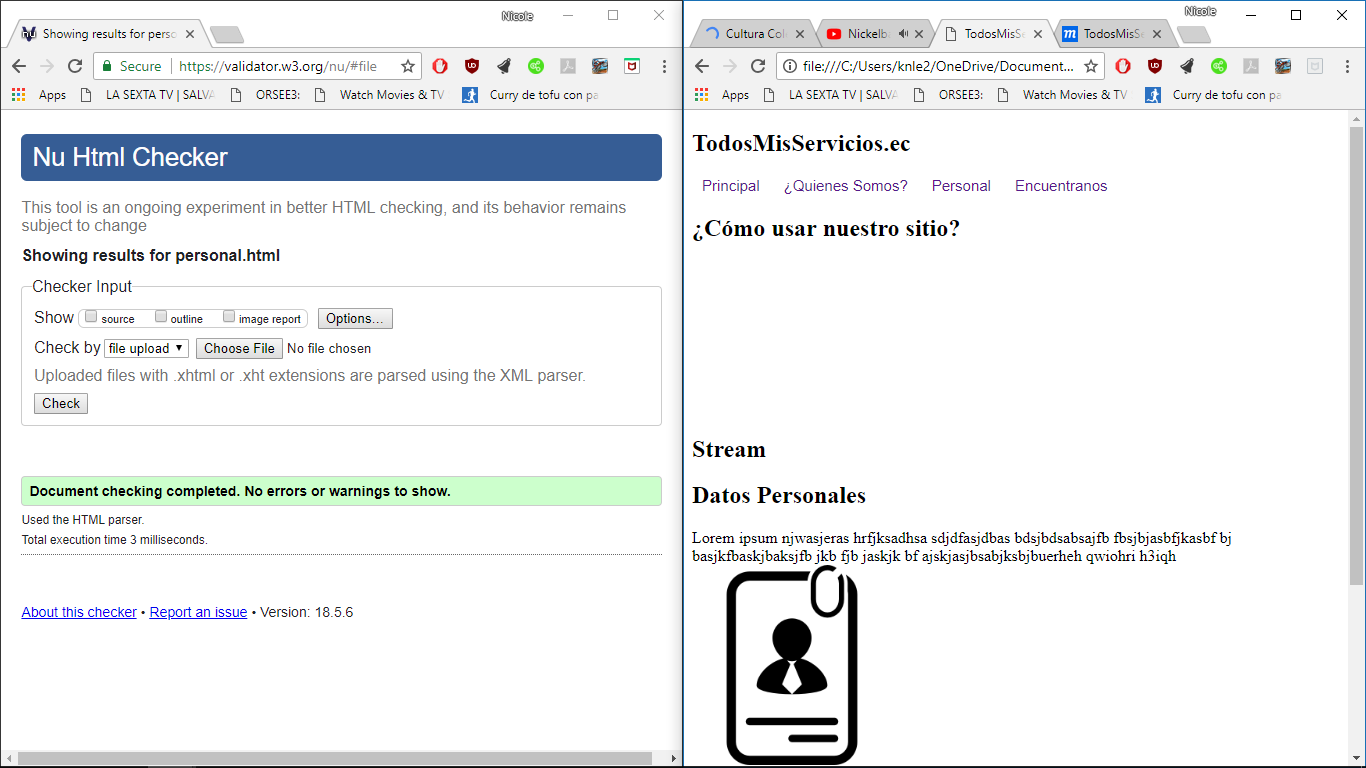 Nicole
Showing results for perso
Secure https://validator.w3.org/nu/#file
Apps LA SEXTA TV | SALVA ORSEE3: Watch Movies & TV Curry de tofu con pa
Nu Html Checker
This tool is an ongoing experiment in better HTML checking, and its behavior remains
subject to change
Showing results for personal.html
Checker Input
Show source outline image report Options...
Check by file upload Choose File No file chosen
Uploaded files with .xhtml or .xht extensions are parsed using the XML parser.
Check
Document checking completed. No errors or warnings to show.
Used the HTML parser.
Total execution time 3 milliseconds.
About this checker • Report an issue • Version: 18.5.6
Nicole
Cultura Col Nickelb TodosMisSe TodosMisSe
file:///C:/Users/knle2/OneDrive/Document...
Apps LA SEXTA TV | SALVA ORSEE3: Watch Movies & TV Curry de tofu con pa
TodosMisServicios.ec
Principal ¿Quienes Somos? Personal Encuentranos
¿Cómo usar nuestro sitio?
Stream
Datos Personales
Lorem ipsum njwasjeras hrfjksadhsa sdjdfasjdbas bdsjbdsabsajfb fbsjbjasbfjkasbf bj
basjkfbaskjbaksjfb jkb fjb jaskjk bf ajskjasjbsabjksbjbuerheh qwiohri h3iqh